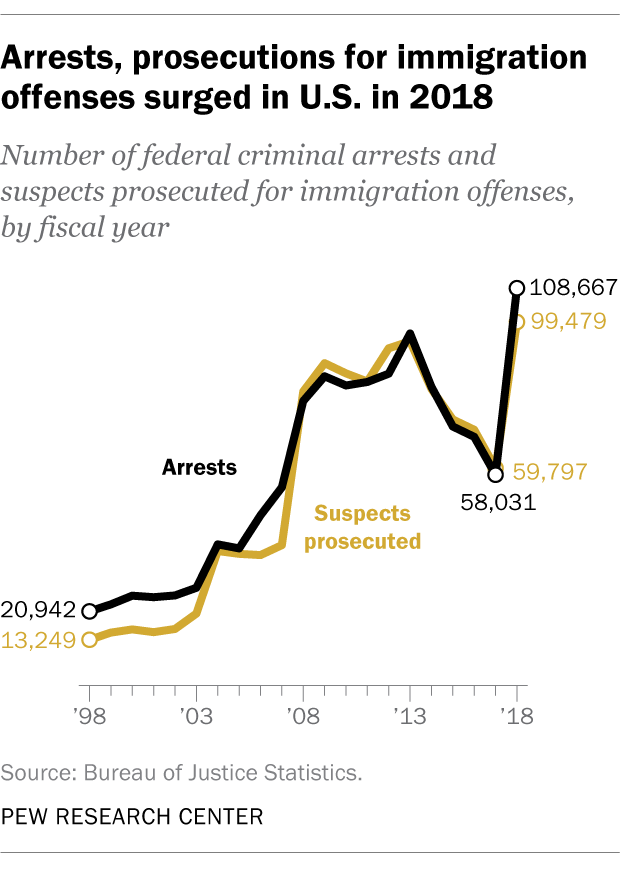 Arrests, prosecutions for immigration
offenses surged in U.S. in 2018
Number of federal criminal arrests and
suspects prosecuted for immigration offenses,
by fiscal year
108,667
99,479
Arrests
59,797
58,031
Suspects
prosecuted
20,942
13,249
’98 ’03 ’08 ’13 ’18
Source: Bureau of Justice Statistics.
PEW RESEARCH CENTER